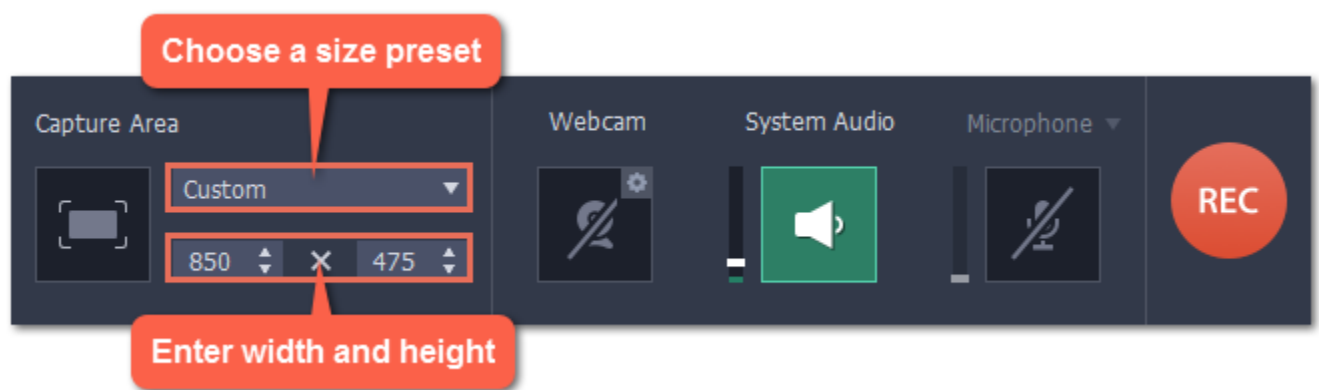 Choose a size preset
Capture Area
Webcam
System Audio
Microphone
Custom
850 × 475
REC
Enter width and height